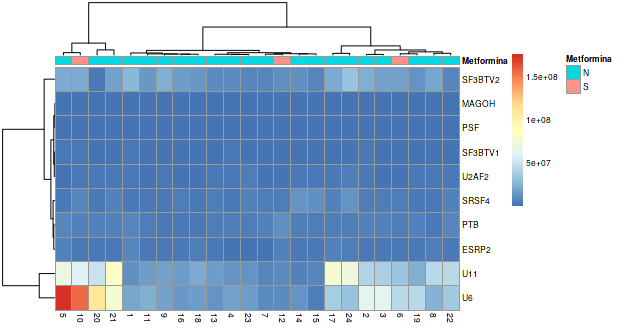 Metformina
SF3BTV2
MAGOH
PSF
SF3BTV1
U2AF2
SRSF4
PTB
ESRP2
U11
U6
5 10 20 21 1 11 9 16 18 13 4 23 7 12 14 15 17 24 2 3 6 19 8 22
1.5e+08
1e+08
5e+07
Metformina
N
S